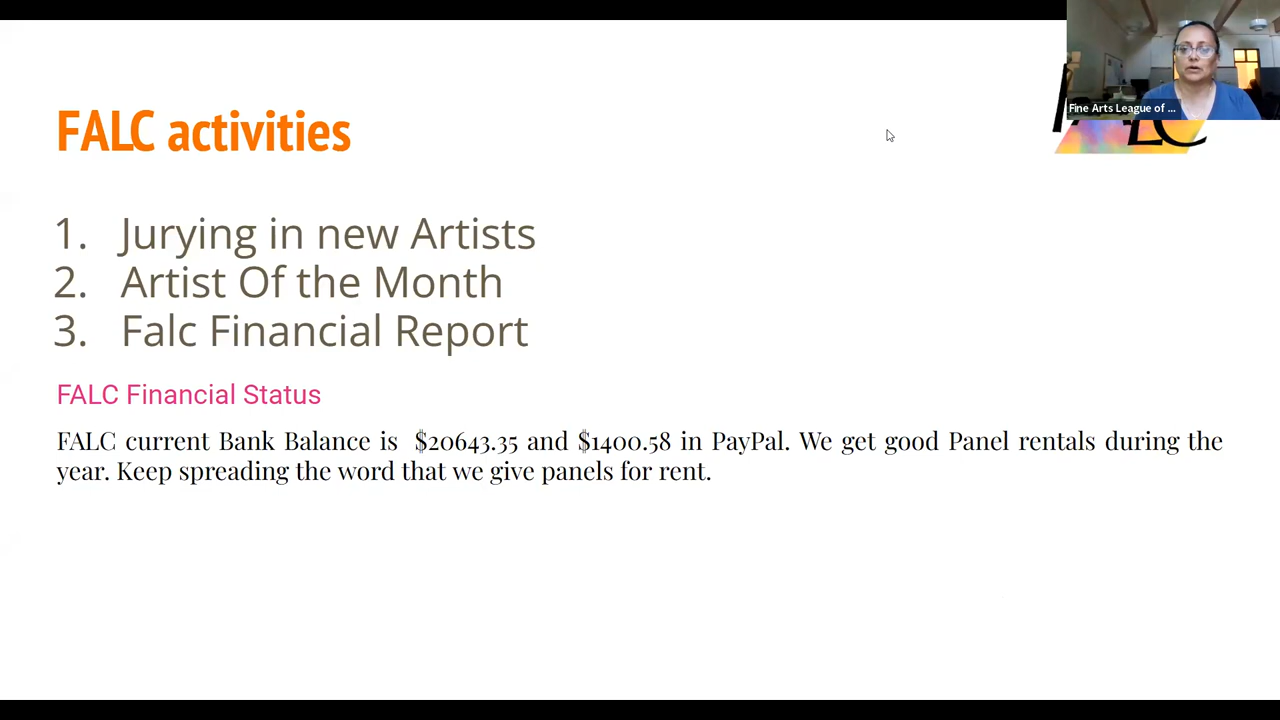 FALC activities
1. Jurying in new Artists
2. Artist Of the Month
3. Falc Financial Report
FALC Financial Status
FALC current Bank Balance is $20643.35 and $1400.58 in PayPal. We get good Panel rentals during the
year. Keep spreading the word that we give panels for rent.
Fine Arts League of ...
LC